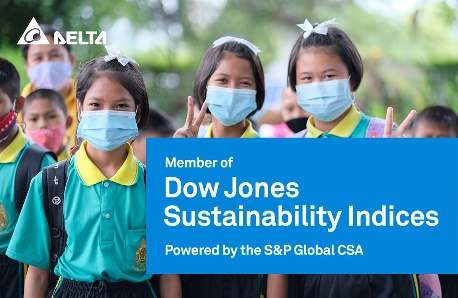 DELTA
Member of
Dow Jones
Sustainability Indices
Powered by the S&P Global CSA